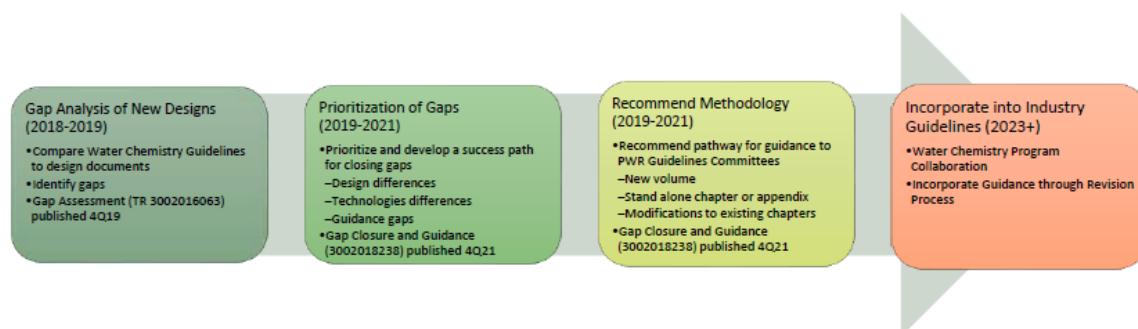 Gap Analysis of New Designs
(2018-2019)
•Compare Water Chemistry Guidelines
to design documents
•Identify gaps
•Gap Assessment (TR 3002016063)
published 4Q19
Prioritization of Gaps
(2019-2021)
•Prioritize and develop a success path
for closing gaps
–Design differences
–Technologies differences
–Guidance gaps
•Gap Closure and Guidance
(3002018238) published 4Q21
Recommend Methodology
(2019-2021)
•Recommend pathway for guidance to
PWR Guidelines Committees
–New volume
–Stand alone chapter or appendix
–Modifications to existing chapters
•Gap Closure and Guidance
(3002018238) published 4Q21
Incorporate into Industry
Guidelines (2023+)
•Water Chemistry Program
Collaboration
•Incorporate Guidance through Revision
Process